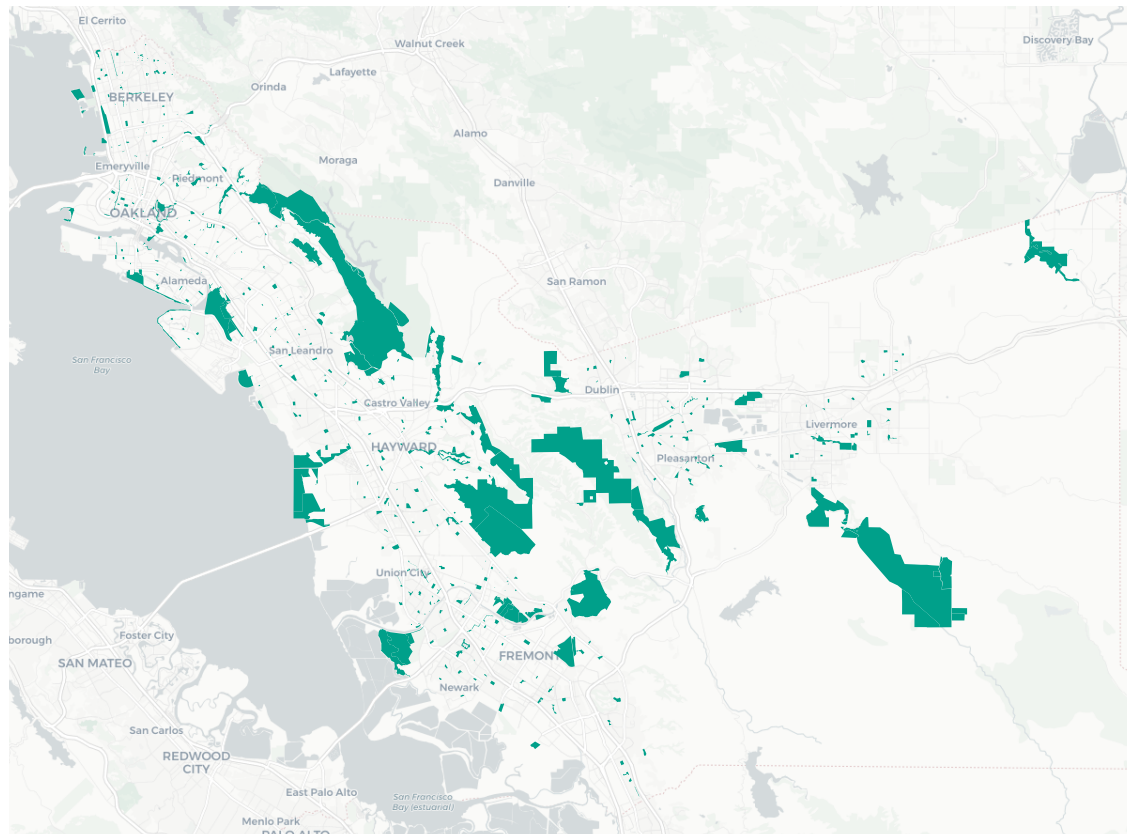 El Cerrito
Walnut Creek
Discovery Bay
Lafayette
Orinda
BERKELEY
Alamo
Moraga
Emeryville
Piedmont
Danville
OAKLAND
Alameda
San Ramon
San Leandro
San Francisco
Bay
Dublin
Castro Valley
Livermore
HAYWARD
Pleasanton
Union City
ngame
Foster City
borough
SAN MATEO
FREMONT
Newark
San Carlos
REDWOOD
CITY
East Palo Alto
San Francisco
Bay (estuarial)
Menlo Park
PALO ALTO